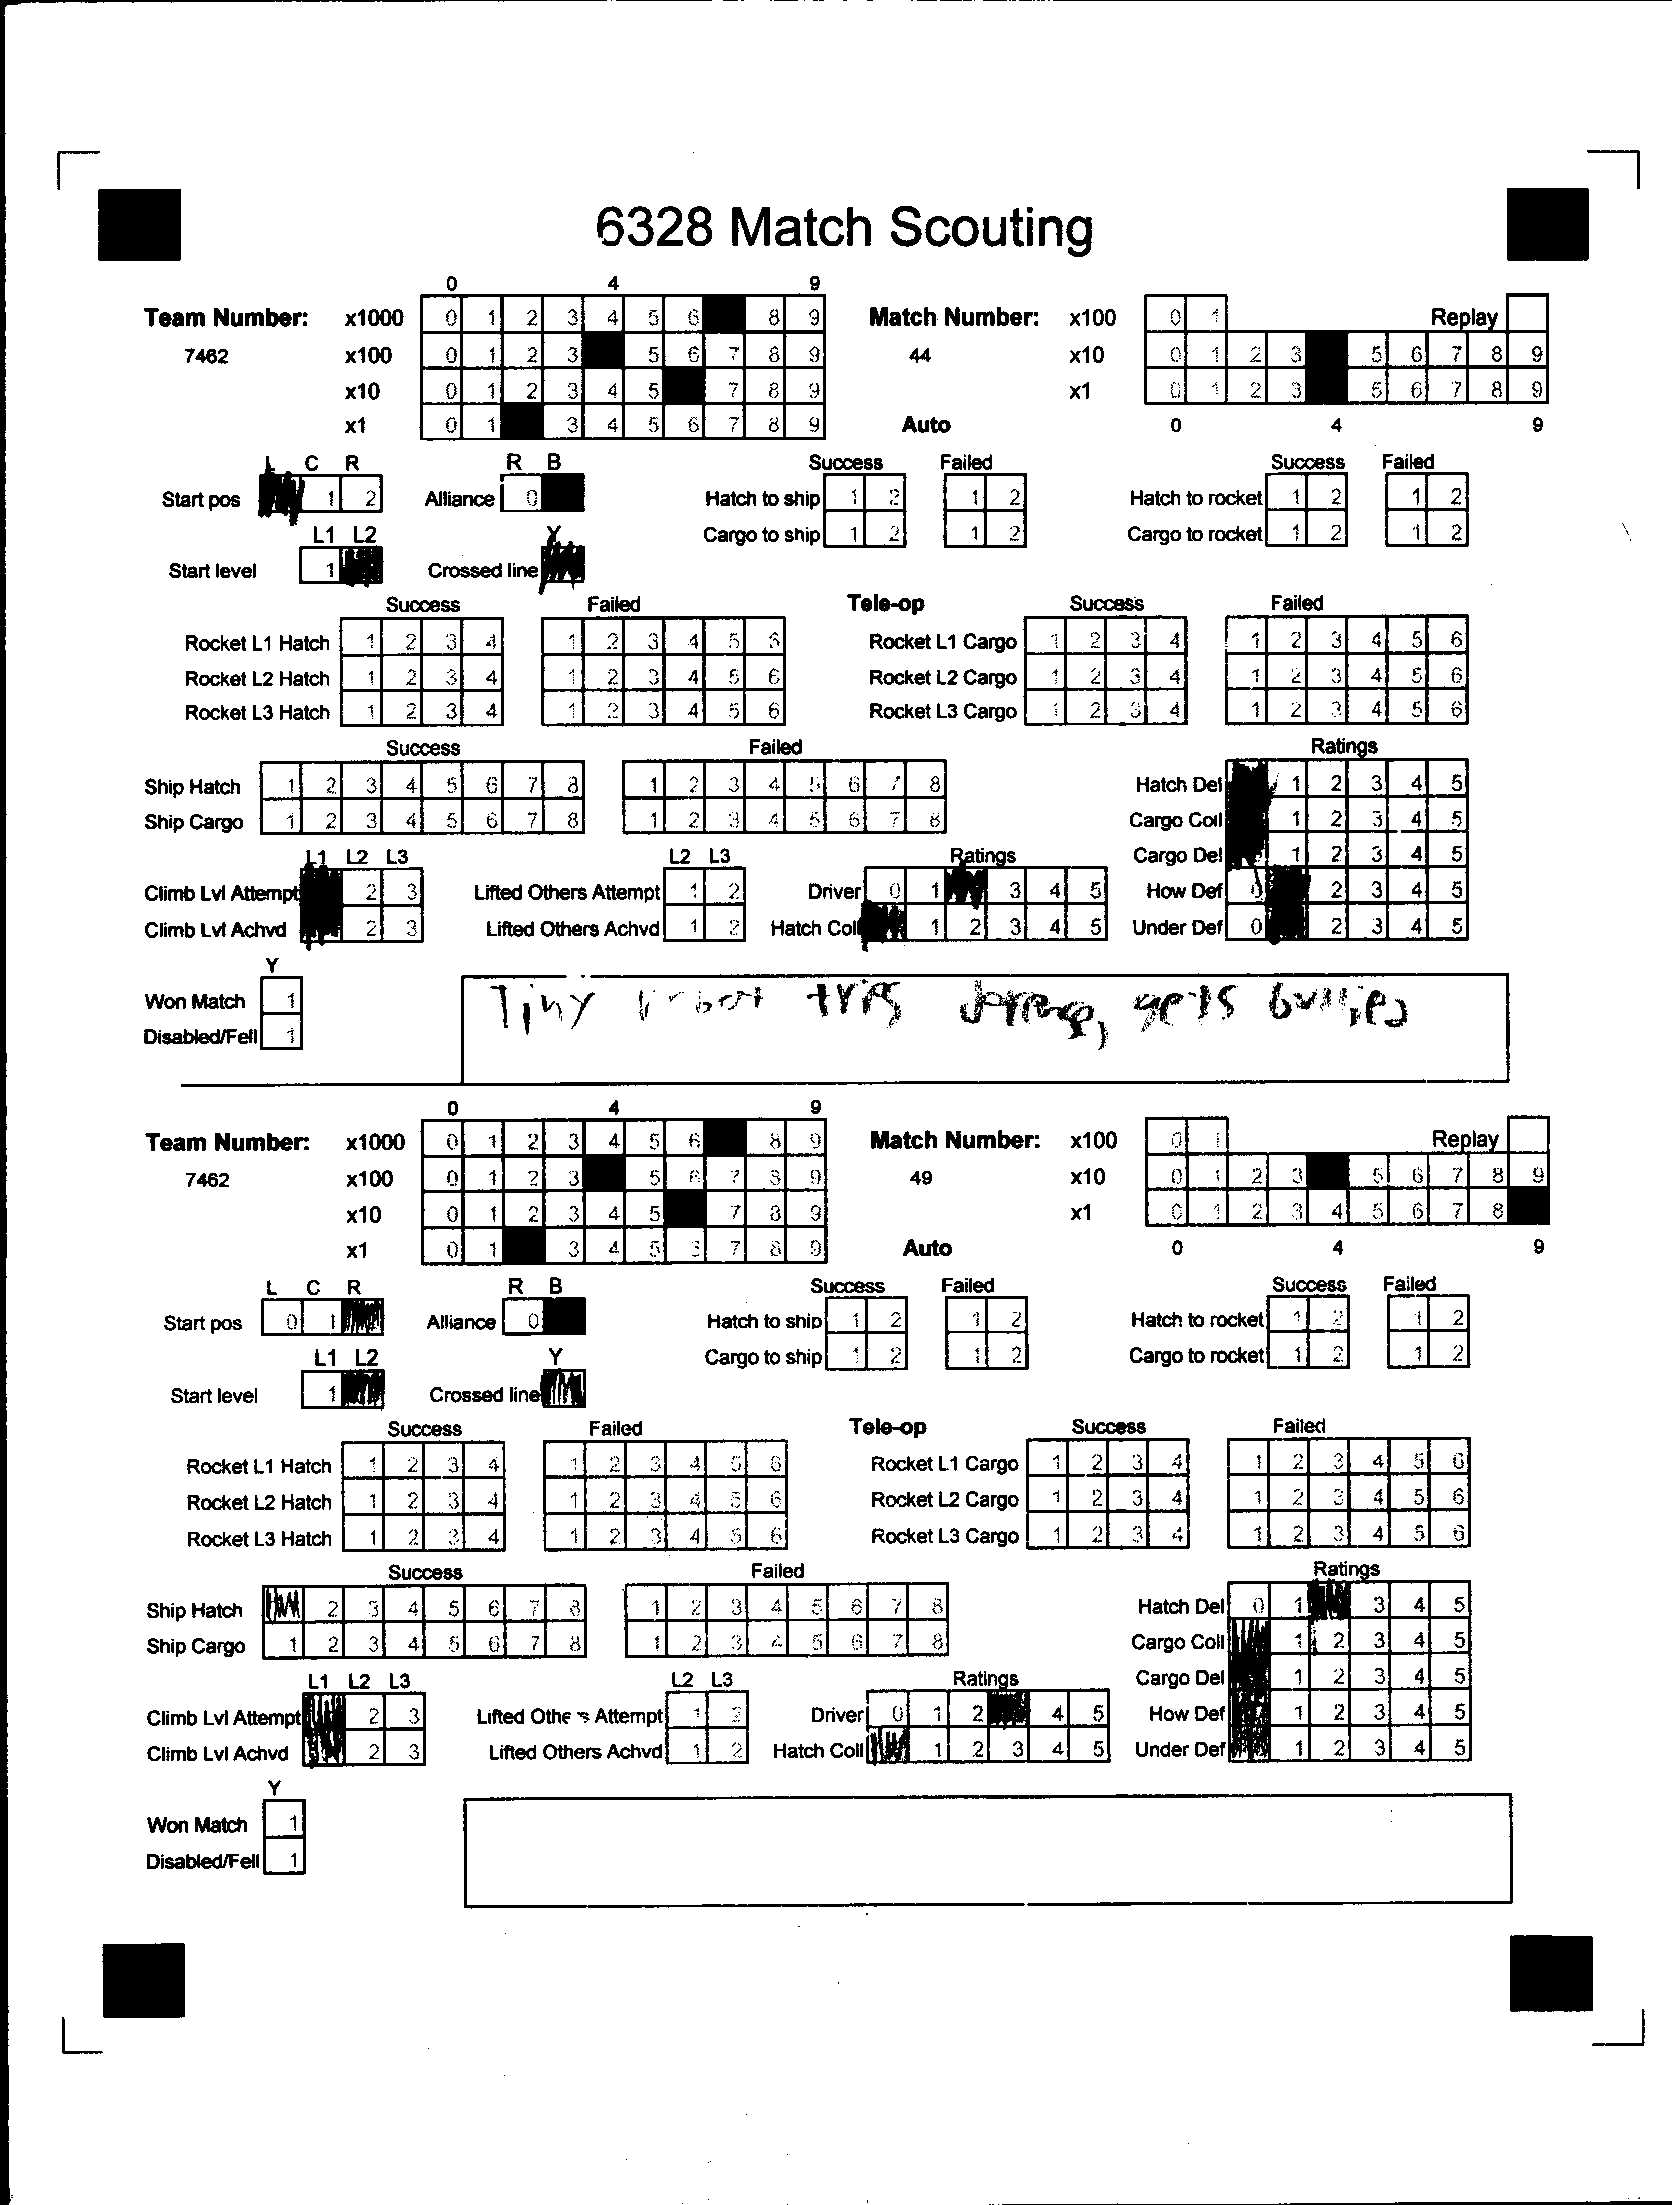 6328 Match Scouting
0 4 9
Team Number: x1000 0 1 2 3 4 5 6 8 9 Match Number: x100 0 1 Replay
7462 x100 0 1 2 3 5 6 7 8 9 44 x10 0 1 2 3 5 6 7 8 9
x10 0 1 2 3 4 5 7 8 9 x1 0 1 2 3 5 6 7 8 9
x1 0 1 3 4 5 6 7 8 9 Auto 0 4 9
L C R R B Success Failed Success Failed
Start pos 1 2 Alliance 0 Hatch to ship 1 2 1 2 Hatch to rocket 1 2 1 2
L1 L2 Y Cargo to ship 1 2 1 2 Cargo to rocket 1 2 1 2
Start level 1 Crossed line
Success Failed Tele-op Success Failed
Rocket L1 Hatch 1 2 3 4 1 2 3 4 5 6 Rocket L1 Cargo 1 2 3 4 1 2 3 4 5 6
Rocket L2 Hatch 1 2 3 4 1 2 3 4 5 6 Rocket L2 Cargo 1 2 3 4 1 2 3 4 5 6
Rocket L3 Hatch 1 2 3 4 1 2 3 4 5 6 Rocket L3 Cargo 1 2 3 4 1 2 3 4 5 6
Success Failed Ratings
Ship Hatch 1 2 3 4 5 6 7 8 1 2 3 4 5 6 7 8 Hatch Del 1 2 3 4 5
Ship Cargo 1 2 3 4 5 6 7 8 1 2 3 4 5 6 7 8 Cargo Coll 1 2 3 4 5
L1 L2 L3 L2 L3 Ratings Cargo Del 1 2 3 4 5
Climb Lvl Attempt 2 3 Lifted Others Attempt 1 2 Driver 0 1 3 4 5 How Def 0 2 3 4 5
Climb Lvl Achvd 2 3 Lifted Others Achvd 1 2 Hatch Coll 1 2 3 4 5 Under Def 0 2 3 4 5
Y
Won Match 1 Tiny robot tries defense, gets bullied
Disabled/Fell 1
0 4 9
Team Number: x1000 0 1 2 3 4 5 6 8 9 Match Number: x100 0 1 Replay
7462 x100 0 1 2 3 5 6 7 8 9 49 x10 0 1 2 3 5 6 7 8 9
x10 0 1 2 3 4 5 7 8 9 x1 0 1 2 3 4 5 6 7 8
x1 0 1 3 4 5 6 7 8 9 Auto 0 4 9
L C R R B Success Failed Success Failed
Start pos 0 1 Alliance 0 Hatch to ship 1 2 1 2 Hatch to rocket 1 2 1 2
L1 L2 Y Cargo to ship 1 2 1 2 Cargo to rocket 1 2 1 2
Start level 1 Crossed line
Success Failed Tele-op Success Failed
Rocket L1 Hatch 1 2 3 4 1 2 3 4 5 6 Rocket L1 Cargo 1 2 3 4 1 2 3 4 5 6
Rocket L2 Hatch 1 2 3 4 1 2 3 4 5 6 Rocket L2 Cargo 1 2 3 4 1 2 3 4 5 6
Rocket L3 Hatch 1 2 3 4 1 2 3 4 5 6 Rocket L3 Cargo 1 2 3 4 1 2 3 4 5 6
Success Failed Ratings
Ship Hatch 2 3 4 5 6 7 8 1 2 3 4 5 6 7 8 Hatch Del 0 1 3 4 5
Ship Cargo 1 2 3 4 5 6 7 8 1 2 3 4 5 6 7 8 Cargo Coll 1 2 3 4 5
L1 L2 L3 L2 L3 Ratings Cargo Del 1 2 3 4 5
Climb Lvl Attempt 2 3 Lifted Others Attempt 1 2 Driver 0 1 2 4 5 How Def 1 2 3 4 5
Climb Lvl Achvd 2 3 Lifted Others Achvd 1 2 Hatch Coll 1 2 3 4 5 Under Def 1 2 3 4 5
Y
Won Match 1
Disabled/Fell 1